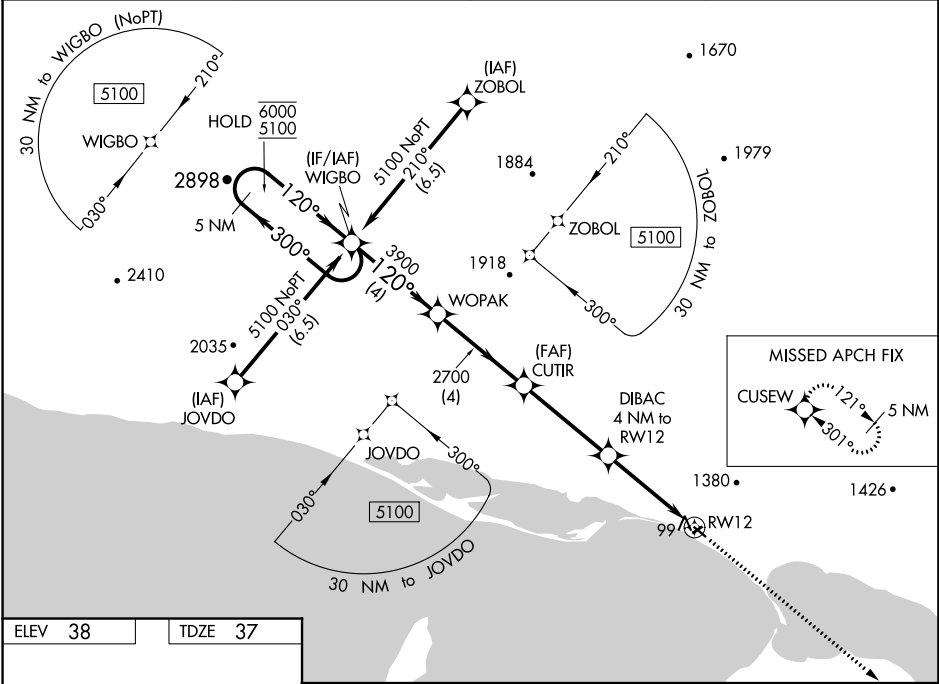 30 NM to WIGBO (NoPT)
5100
210°
WIGBO
030°
HOLD
6000
5100
(IF/IAF)
WIGBO
2898
5 NM
120°
300°
(IAF)
ZOBOL
5100 NoPT
210°
(6.5)
1670
1884
1979
210°
ZOBOL
5100
300°
30 NM to ZOBOL
1918
2410
3900
120°
(4)
WOPAK
5100 NoPT
030°
(6.5)
2035
(IAF)
JOVDO
2700
(4)
(FAF)
CUTIR
DIBAC
4 NM to
RW12
MISSED APCH FIX
CUSEW
121°
5 NM
301°
JOVDO
030°
300°
5100
30 NM to JOVDO
1380
1426
99
RW12
ELEV 38
TDZE 37